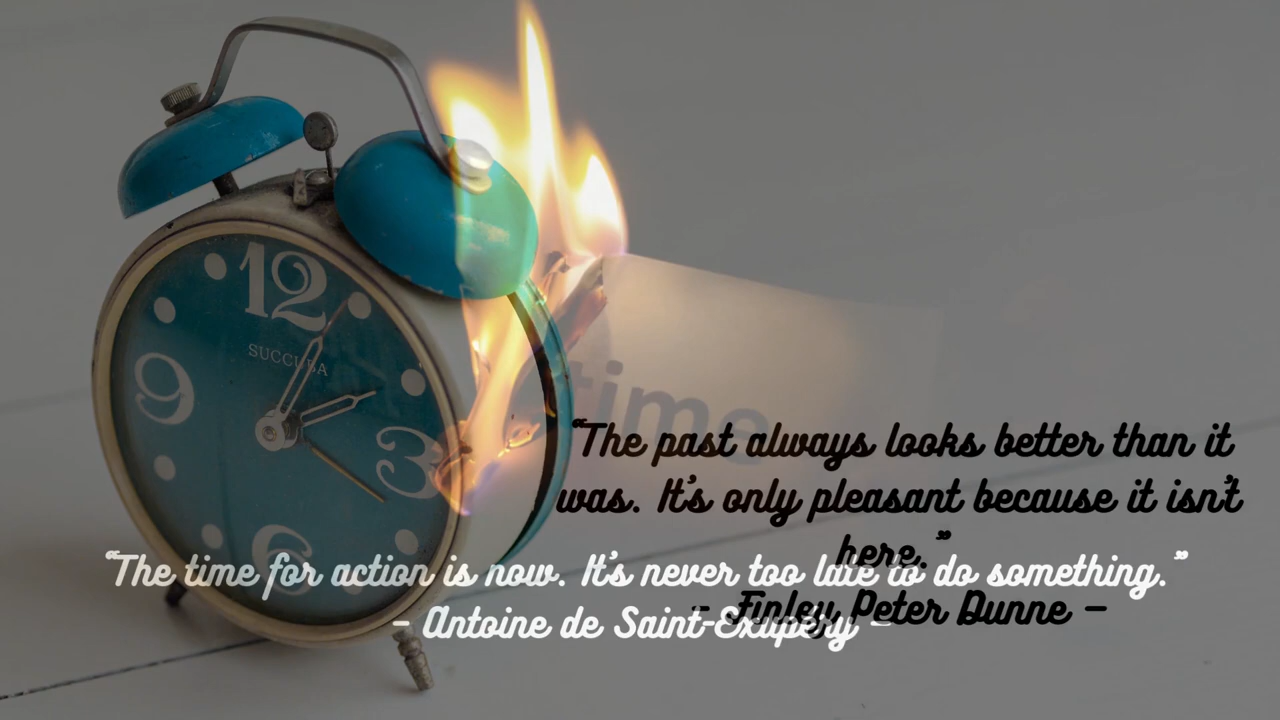 12
SUCCUBA
9
3
6
time
“The past always looks better than it
was. It's only pleasant because it isn't
here.”
- Finley Peter Dunne –
“The time for action is now. It's never too late to do something.”
- Antoine de Saint-Exupéry -